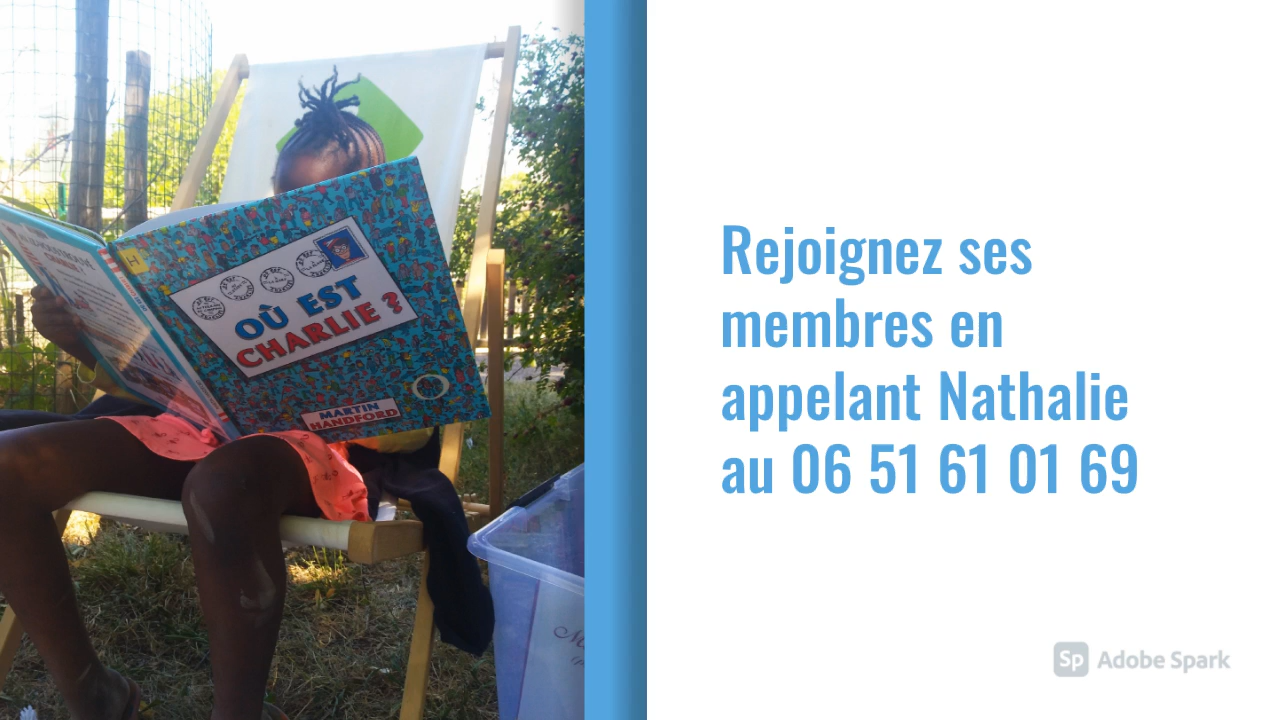 OÙ EST
CHARLIE ?
MARTIN
HANDFORD
H
Rejoignez ses
membres en
appelant Nathalie
au 06 51 61 01 69
Sp Adobe Spark